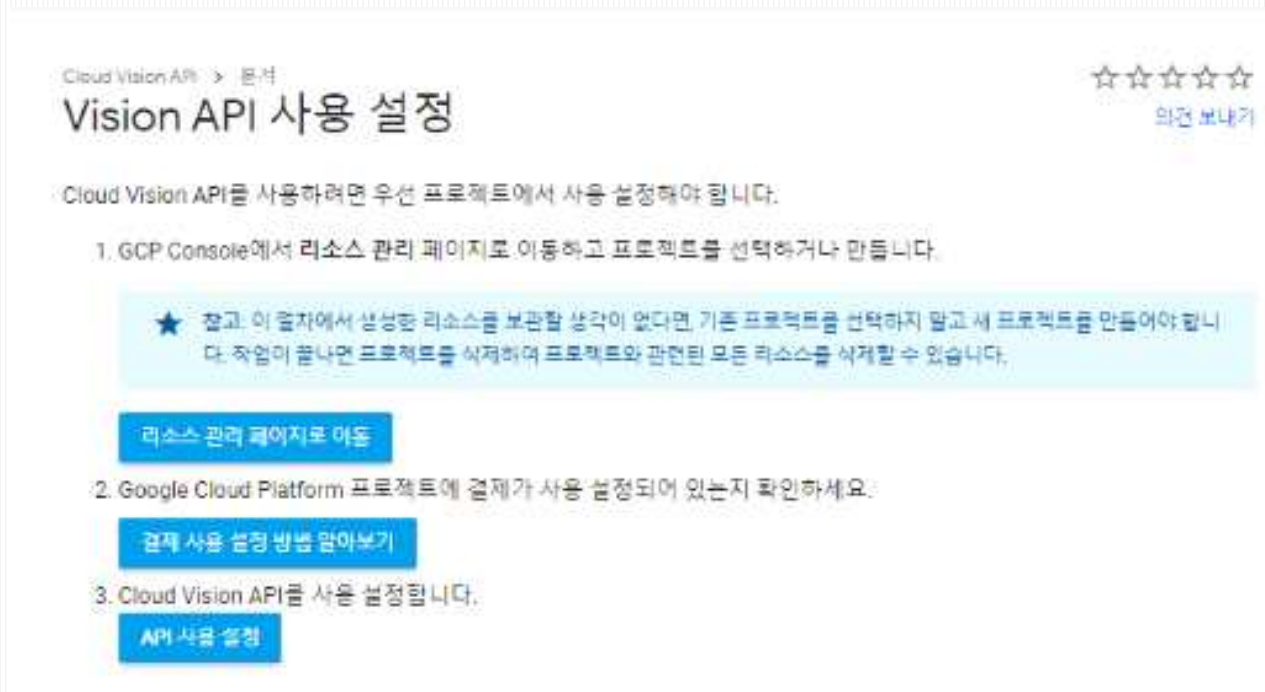 Cloud Vision API > 문서
Vision API 사용 설정
의견 보내기
Cloud Vision API를 사용하려면 우선 프로젝트에서 사용 설정해야 합니다.
1. GCP Console에서 리소스 관리 페이지로 이동하고 프로젝트를 선택하거나 만듭니다.
★ 참고: 이 절차에서 생성한 리소스를 보관할 생각이 없다면, 기존 프로젝트를 선택하지 말고 새 프로젝트를 만들어야 합니
다. 작업이 끝나면 프로젝트를 삭제하여 프로젝트와 관련된 모든 리소스를 삭제할 수 있습니다.
리소스 관리 페이지로 이동
2. Google Cloud Platform 프로젝트에 결제가 사용 설정되어 있는지 확인하세요.
결제 사용 설정 방법 알아보기
3. Cloud Vision API를 사용 설정합니다.
API 사용 설정